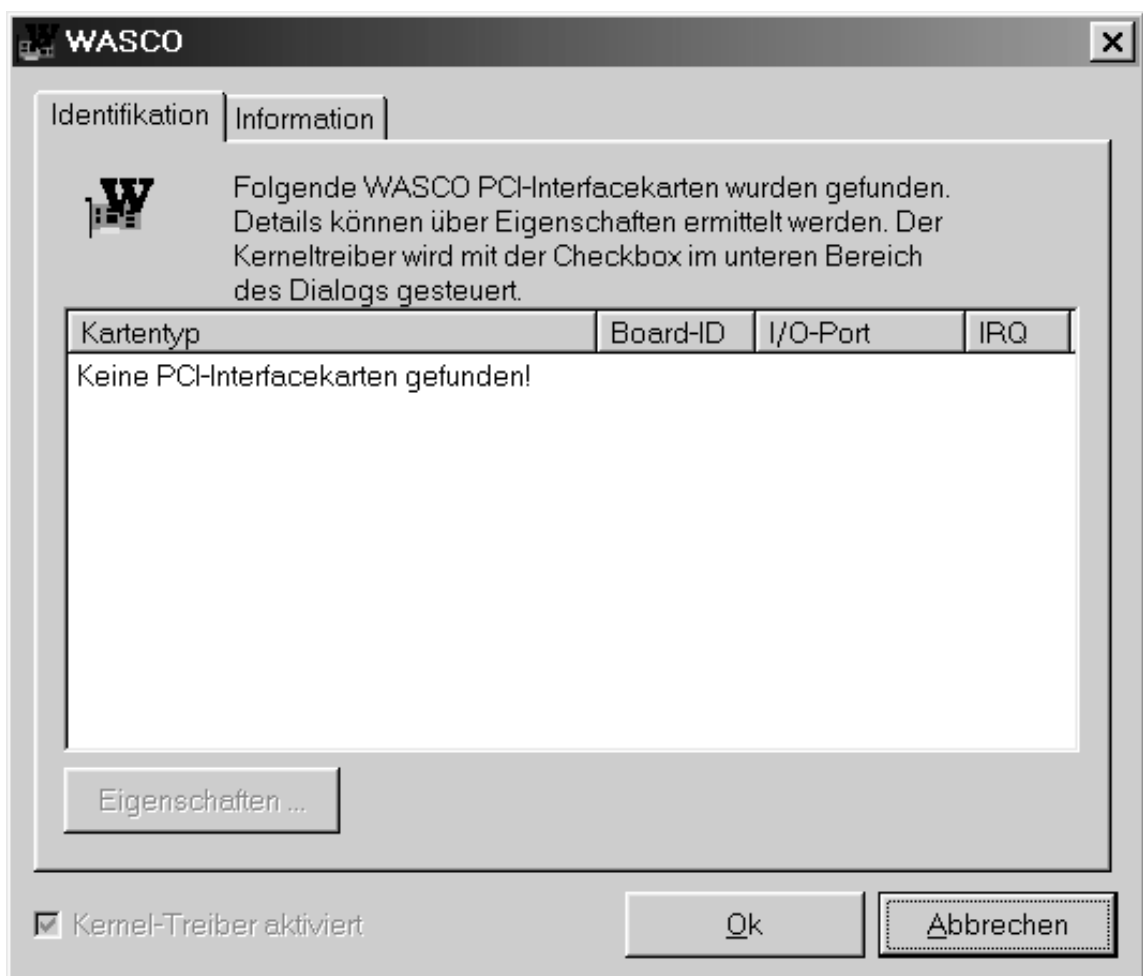 WASCO
Identifikation
Information
W
Folgende WASCO PCI-Interfacekarten wurden gefunden.
Details können über Eigenschaften ermittelt werden. Der
Kerneltreiber wird mit der Checkbox im unteren Bereich
des Dialogs gesteuert.
Kartentyp Board-ID I/O-Port IRQ
Keine PCI-Interfacekarten gefunden!
Eigenschaften ...
Kernel-Treiber aktiviert
Ok
Abbrechen